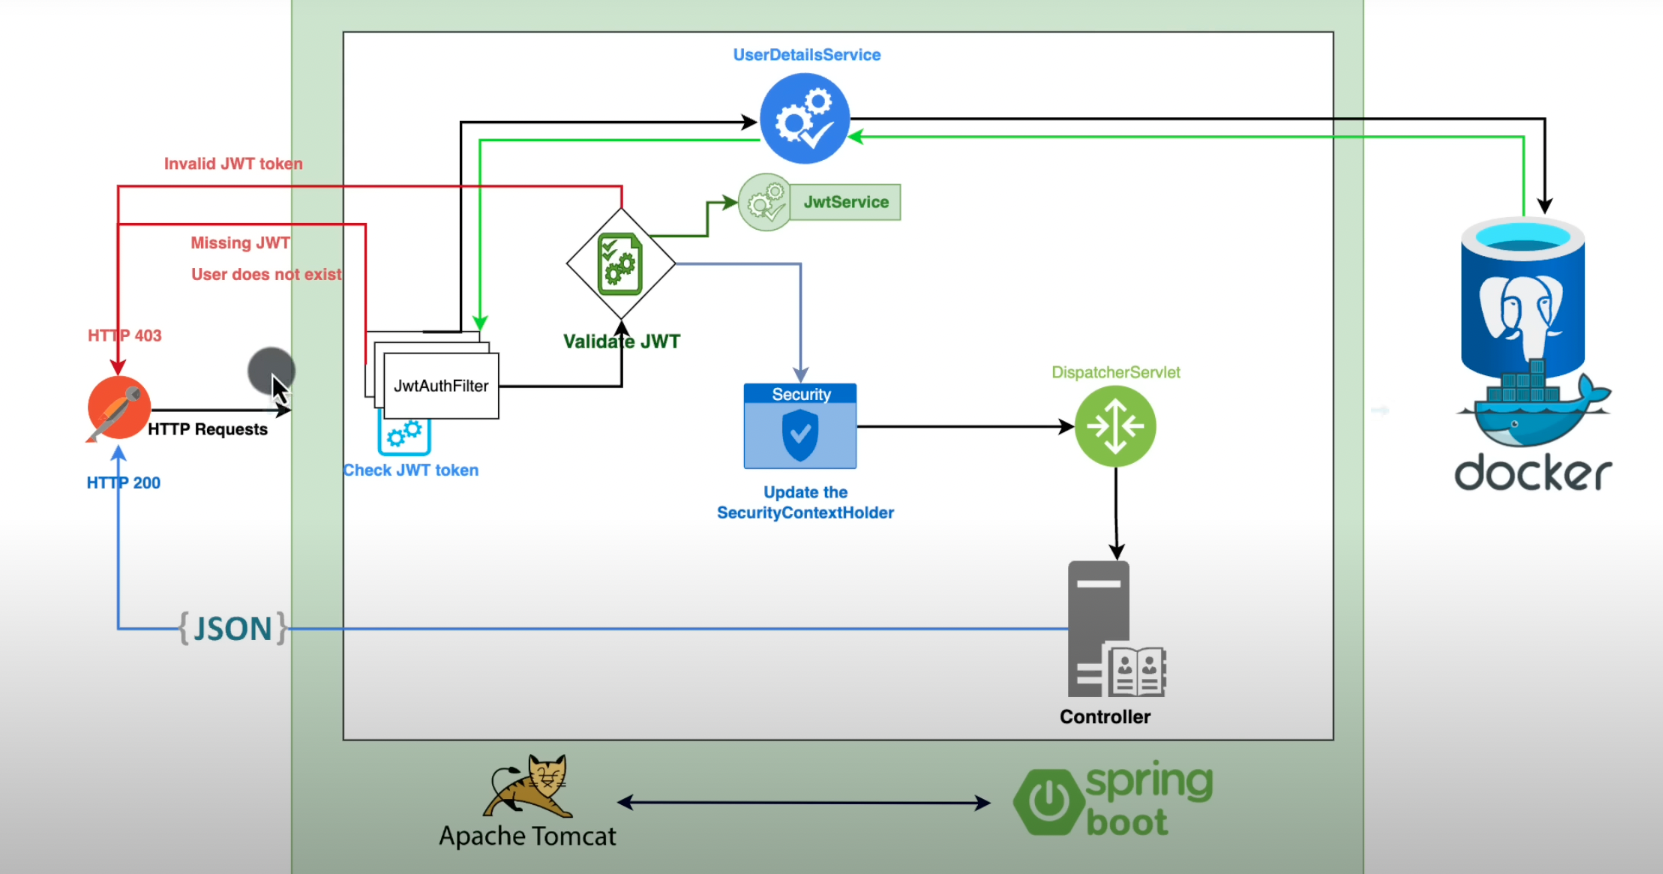 UserDetailsService
Invalid JWT token
JwtService
Missing JWT
User does not exist
HTTP 403
Validate JWT
JwtAuthFilter
DispatcherServlet
Security
HTTP Requests
Check JWT token
HTTP 200
Update the
SecurityContextHolder
docker
{JSON}
Controller
Apache Tomcat
spring
boot